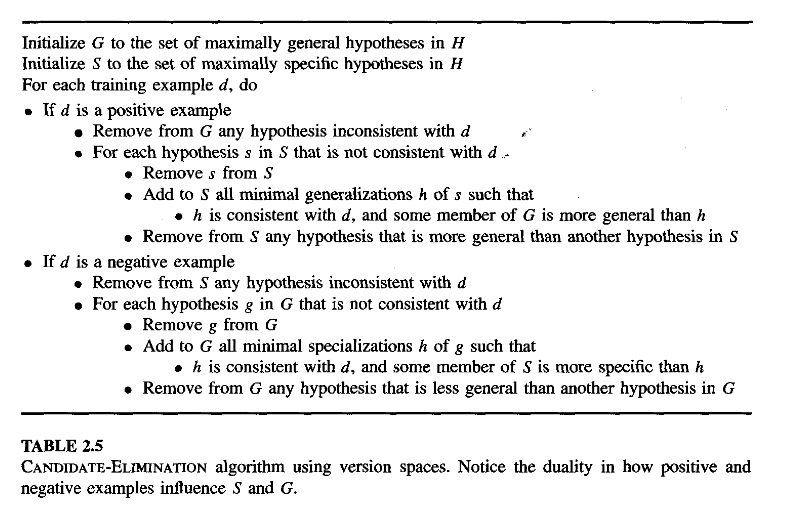 Initialize G to the set of maximally general hypotheses in H
Initialize S to the set of maximally specific hypotheses in H
For each training example d, do
• If d is a positive example
• Remove from G any hypothesis inconsistent with d
• For each hypothesis s in S that is not consistent with d
• Remove s from S
• Add to S all minimal generalizations h of s such that
• h is consistent with d, and some member of G is more general than h
• Remove from S any hypothesis that is more general than another hypothesis in S
• If d is a negative example
• Remove from S any hypothesis inconsistent with d
• For each hypothesis g in G that is not consistent with d
• Remove g from G
• Add to G all minimal specializations h of g such that
• h is consistent with d, and some member of S is more specific than h
• Remove from G any hypothesis that is less general than another hypothesis in G
TABLE 2.5
CANDIDATE-ELIMINATION algorithm using version spaces. Notice the duality in how positive and
negative examples influence S and G.